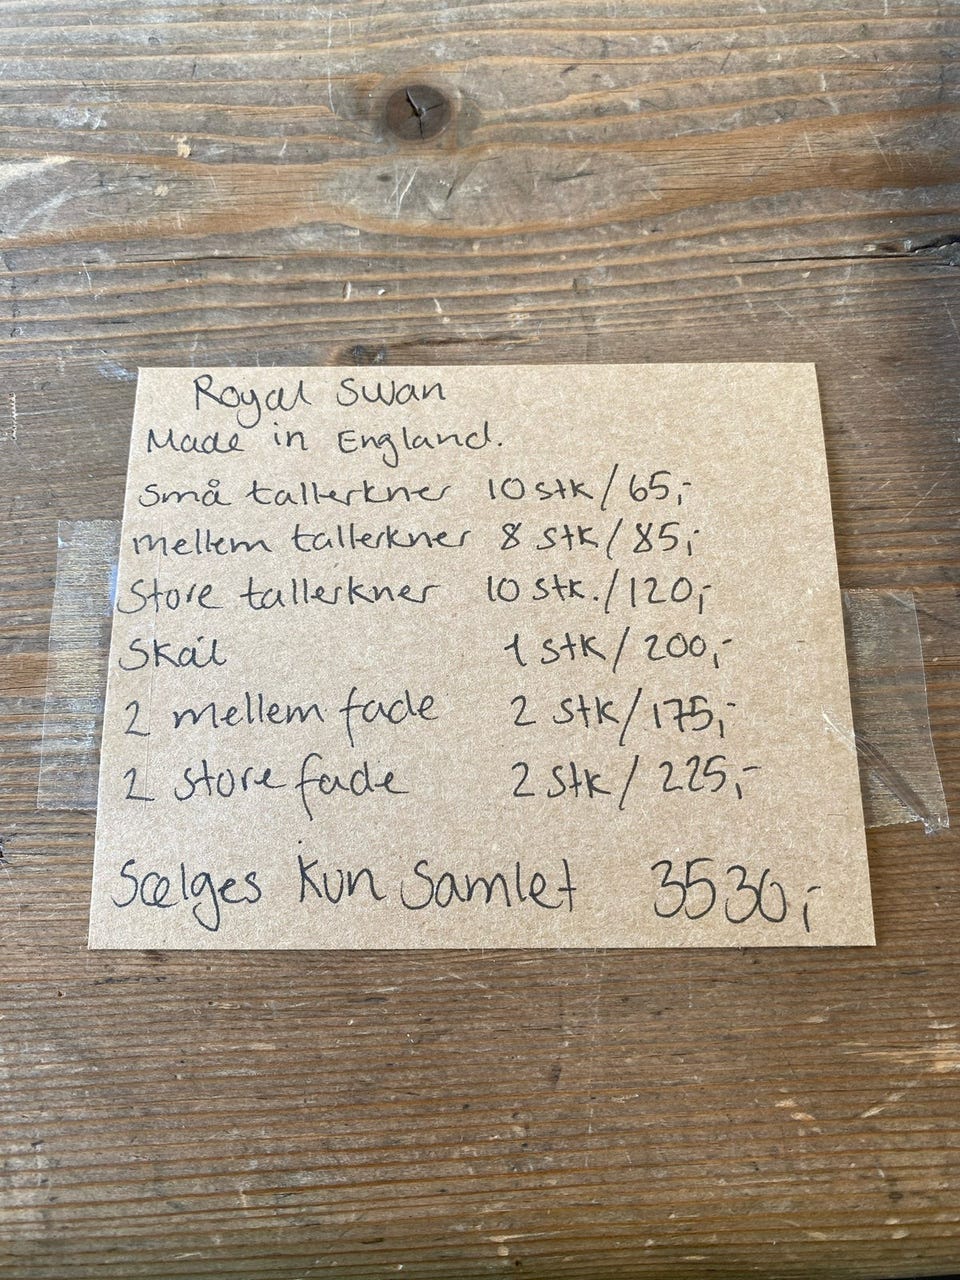 Royal Swan
Made in England.
små tallerkner 10 stk/65,-
mellem tallerkner 8 stk/85,-
Store tallerkner 10 stk./120,-
Skål 1 stk/200,-
2 mellem fade 2 stk/175,-
2 store fade 2 stk/225,-
Sælges kun samlet 3530,-